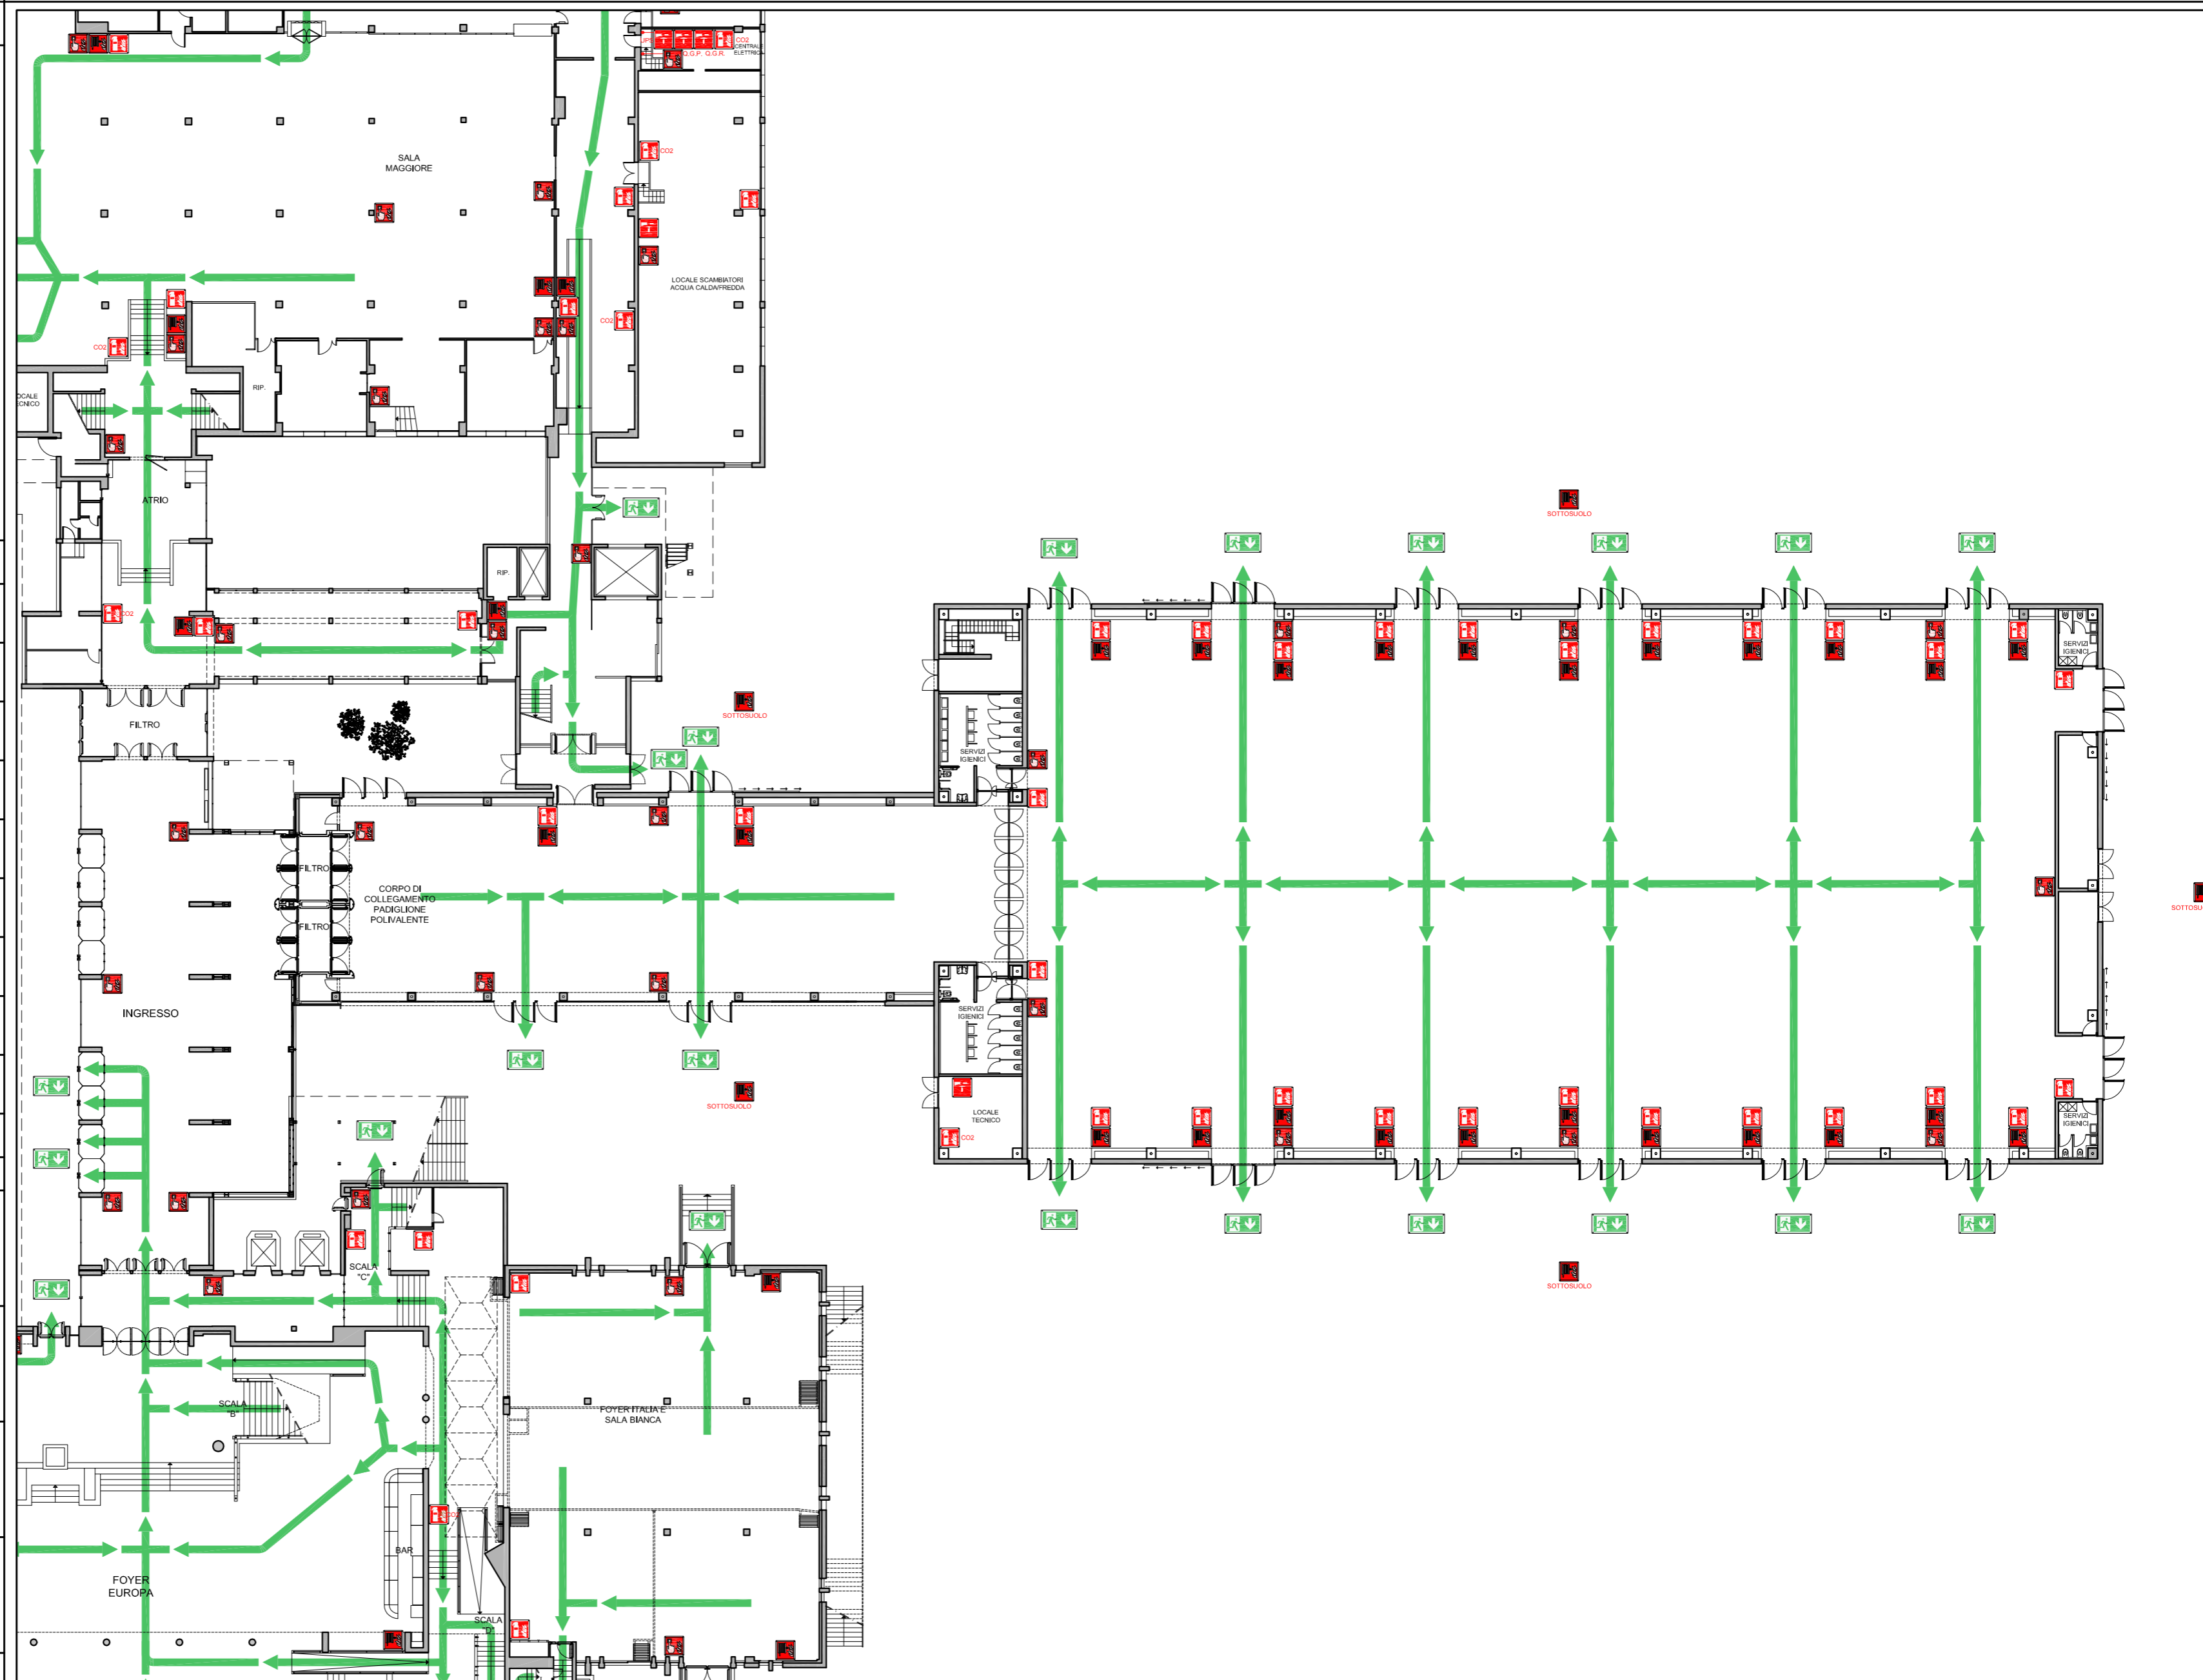 CO2
Q.G.P. Q.G.R.
CENTRALE
SALA
MAGGIORE
CO2
LOCALE SCAMBIATORI
ACQUA CALDA/FREDDA
CO2
CO2
RIP.
ATRIO
RIP.
SOTTOSUOLO
CO2
SERVIZI
IGIENICI
FILTRO
SOTTOSUOLO
SERVIZI
IGIENICI
FILTRO
CORPO DI
COLLEGAMENTO
PADIGLIONE
POLIVALENTE
FILTRO
INGRESSO
SERVIZI
IGIENICI
SOTTOSUOLO
LOCALE
TECNICO
CO2
SERVIZI
IGIENICI
SCALA
"C"
SOTTOSUOLO
SCALA
"B"
FOYER ITALIA E
SALA BIANCA
BAR
FOYER
EUROPA
SCALA
"D"